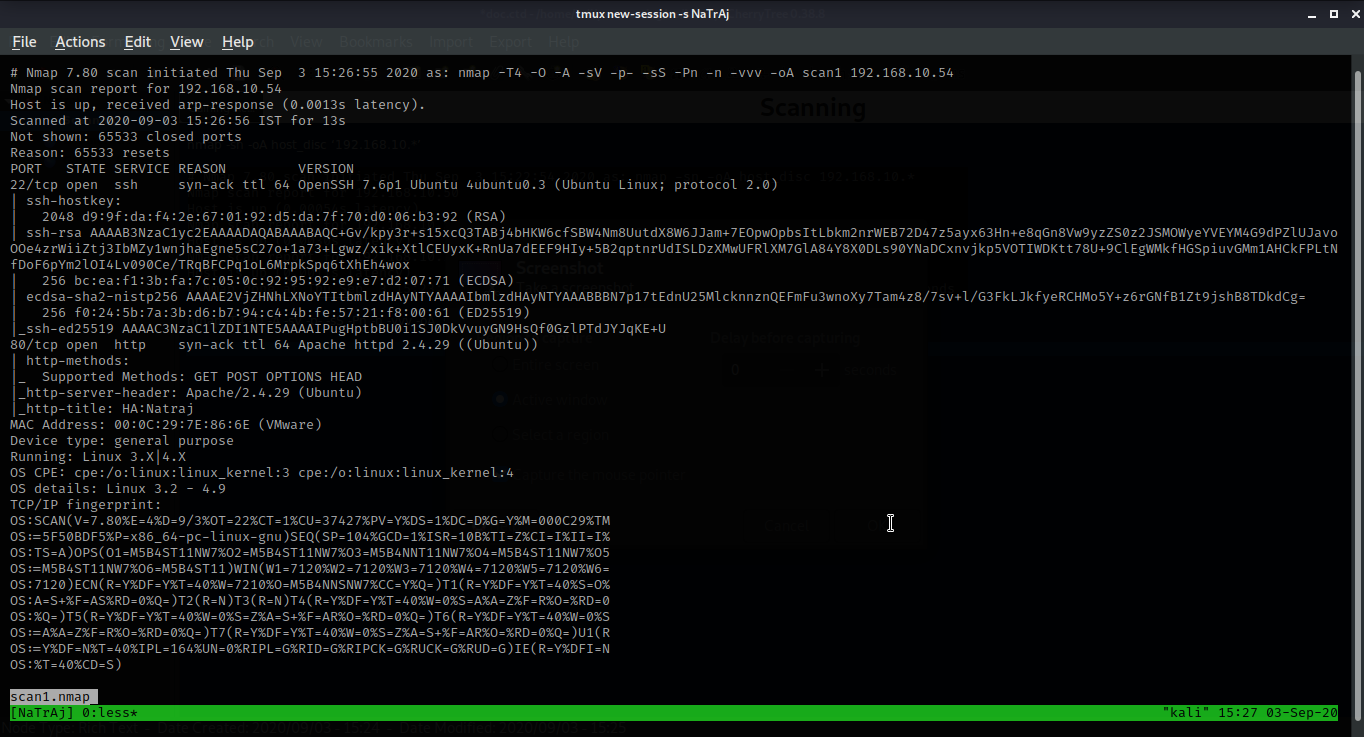 tmux new-session -s NaTrAj
File Actions Edit View Help
# Nmap 7.80 scan initiated Thu Sep  3 15:26:55 2020 as: nmap -T4 -O -A -sV -p- -sS -Pn -n -vvv -oA scan1 192.168.10.54
Nmap scan report for 192.168.10.54
Host is up, received arp-response (0.0013s latency).
Scanned at 2020-09-03 15:26:56 IST for 13s
Not shown: 65533 closed ports
Reason: 65533 resets
PORT   STATE SERVICE REASON         VERSION
22/tcp open  ssh     syn-ack ttl 64 OpenSSH 7.6p1 Ubuntu 4ubuntu0.3 (Ubuntu Linux; protocol 2.0)
| ssh-hostkey:
|   2048 d9:9f:da:f4:2e:67:01:92:d5:da:7f:70:d0:06:b3:92 (RSA)
| ssh-rsa AAAAB3NzaC1yc2EAAAADAQABAAABAQC+Gv/kpy3r+s15xcQ3TABj4bHKW6cfSBW4Nm8UutdX8W6JJam+7EOpwOpbsItLbkm2nrWEB72D47z5ayx63Hn+e8qGn8Vw9yzZS0z2JSMOWyeYVEYM4G9dPZlUJavo
OOe4zrWiiZtj3IbMZy1wnjhaEgne5sC27o+1a73+Lgwz/xik+XtlCEUyxK+RnUa7dEEF9HIy+5B2qptnrUdISLDzXMwUFRlXM7GlA84Y8X0DLs90YNaDCxnvjkp5VOTIWDKtt78U+9ClEgWMkfHGSpiuvGMm1AHCkFPLtN
fDoF6pYm2lOI4Lv090Ce/TRqBFCPq1oL6MrpkSpq6tXhEh4wox
|   256 bc:ea:f1:3b:fa:7c:05:0c:92:95:92:e9:e7:d2:07:71 (ECDSA)
| ecdsa-sha2-nistp256 AAAAE2VjZHNhLXNoYTItbmlzdHAyNTYAAAAIbmlzdHAyNTYAAABBBN7p17tEdnU25MlcknnznQEFmFu3wnoXy7Tam4z8/7sv+l/G3FkLJkfyeRCHMo5Y+z6rGNfB1Zt9jshB8TDkdCg=
|   256 f0:24:5b:7a:3b:d6:b7:94:c4:4b:fe:57:21:f8:00:61 (ED25519)
|_ssh-ed25519 AAAAC3NzaC1lZDI1NTE5AAAAIPugHptbBU0i1SJ0DkVvuyGN9HsQf0GzlPTdJYJqKE+U
80/tcp open  http    syn-ack ttl 64 Apache httpd 2.4.29 ((Ubuntu))
| http-methods:
|_  Supported Methods: GET POST OPTIONS HEAD
|_http-server-header: Apache/2.4.29 (Ubuntu)
|_http-title: HA:Natraj
MAC Address: 00:0C:29:7E:86:6E (VMware)
Device type: general purpose
Running: Linux 3.X|4.X
OS CPE: cpe:/o:linux:linux_kernel:3 cpe:/o:linux:linux_kernel:4
OS details: Linux 3.2 - 4.9
TCP/IP fingerprint:
OS:SCAN(V=7.80%E=4%D=9/3%OT=22%CT=1%CU=37427%PV=Y%DS=1%DC=D%G=Y%M=000C29%TM
OS:=5F50BDF5%P=x86_64-pc-linux-gnu)SEQ(SP=104%GCD=1%ISR=10B%TI=Z%CI=I%II=I%
OS:TS=A)OPS(O1=M5B4ST11NW7%O2=M5B4ST11NW7%O3=M5B4NNT11NW7%O4=M5B4ST11NW7%O5
OS:=M5B4ST11NW7%O6=M5B4ST11)WIN(W1=7120%W2=7120%W3=7120%W4=7120%W5=7120%W6=
OS:7120)ECN(R=Y%DF=Y%T=40%W=7210%O=M5B4NNSNW7%CC=Y%Q=)T1(R=Y%DF=Y%T=40%S=O%
OS:A=S+%F=AS%RD=0%Q=)T2(R=N)T3(R=N)T4(R=Y%DF=Y%T=40%W=0%S=A%A=Z%F=R%O=%RD=0
OS:%Q=)T5(R=Y%DF=Y%T=40%W=0%S=Z%A=S+%F=AR%O=%RD=0%Q=)T6(R=Y%DF=Y%T=40%W=0%S
OS:=A%A=Z%F=R%O=%RD=0%Q=)T7(R=Y%DF=Y%T=40%W=0%S=Z%A=S+%F=AR%O=%RD=0%Q=)U1(R
OS:=Y%DF=N%T=40%IPL=164%UN=0%RIPL=G%RID=G%RIPCK=G%RUCK=G%RUD=G)IE(R=Y%DFI=N
OS:%T=40%CD=S)
scan1.nmap
[NaTrAj] 0:less* "kali" 15:27 03-Sep-20